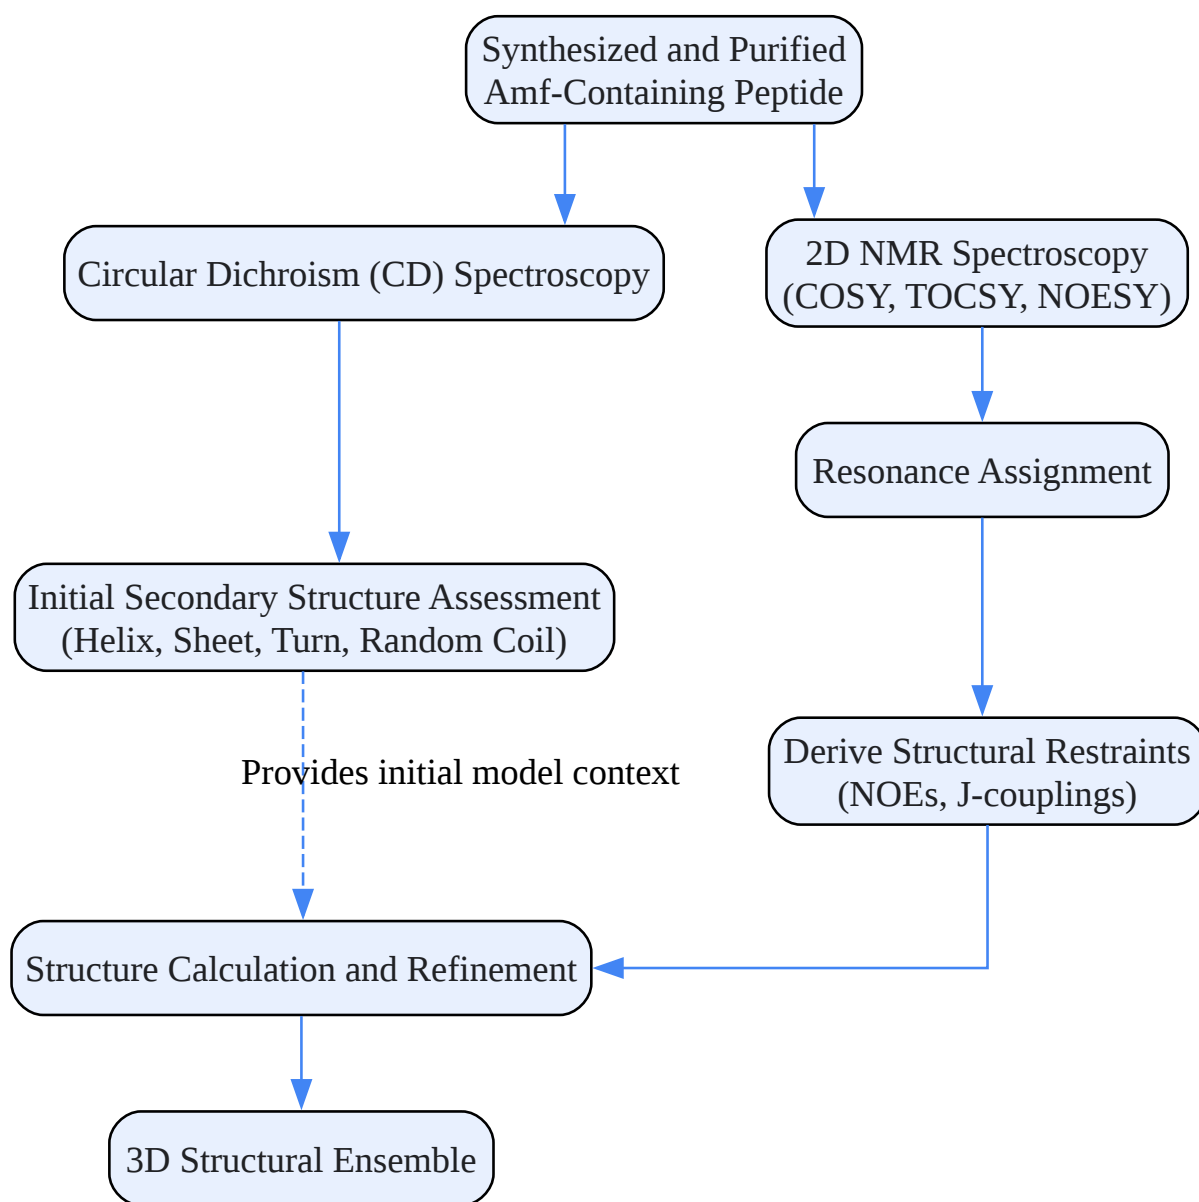 Synthesized and Purified
Amf-Containing Peptide
Circular Dichroism (CD) Spectroscopy
2D NMR Spectroscopy
(COSY, TOCSY, NOESY)
Resonance Assignment
Initial Secondary Structure Assessment
(Helix, Sheet, Turn, Random Coil)
Derive Structural Restraints
(NOEs, J-couplings)
Provides initial model context
Structure Calculation and Refinement
3D Structural Ensemble